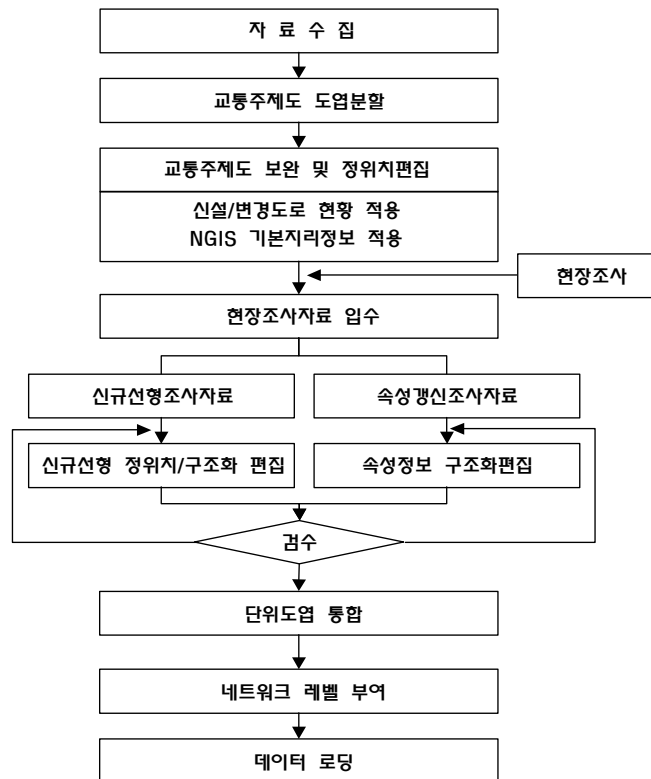 자 료 수 집
교통주제도 도엽분할
교통주제도 보완 및 정위치편집
신설/변경도로 현황 적용
NGIS 기본지리정보 적용
현장조사
현장조사자료 입수
신규선형조사자료
속성갱신조사자료
신규선형 정위치/구조화 편집
속성정보 구조화편집
검수
단위도엽 통합
네트워크 레벨 부여
데이터 로딩